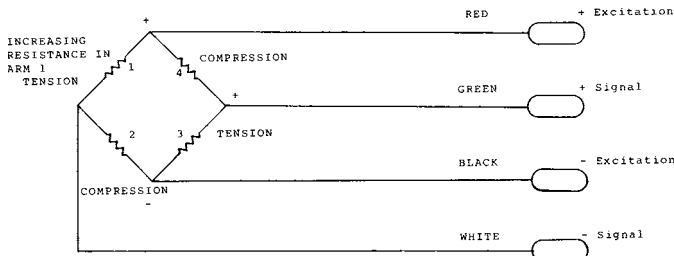 RED
+ Excitation
+
INCREASING
RESISTANCE IN
ARM 1
TENSION
1
4
COMPRESSION
GREEN
+ Signal
+
2
3
TENSION
BLACK
- Excitation
COMPRESSION
-
WHITE
- Signal